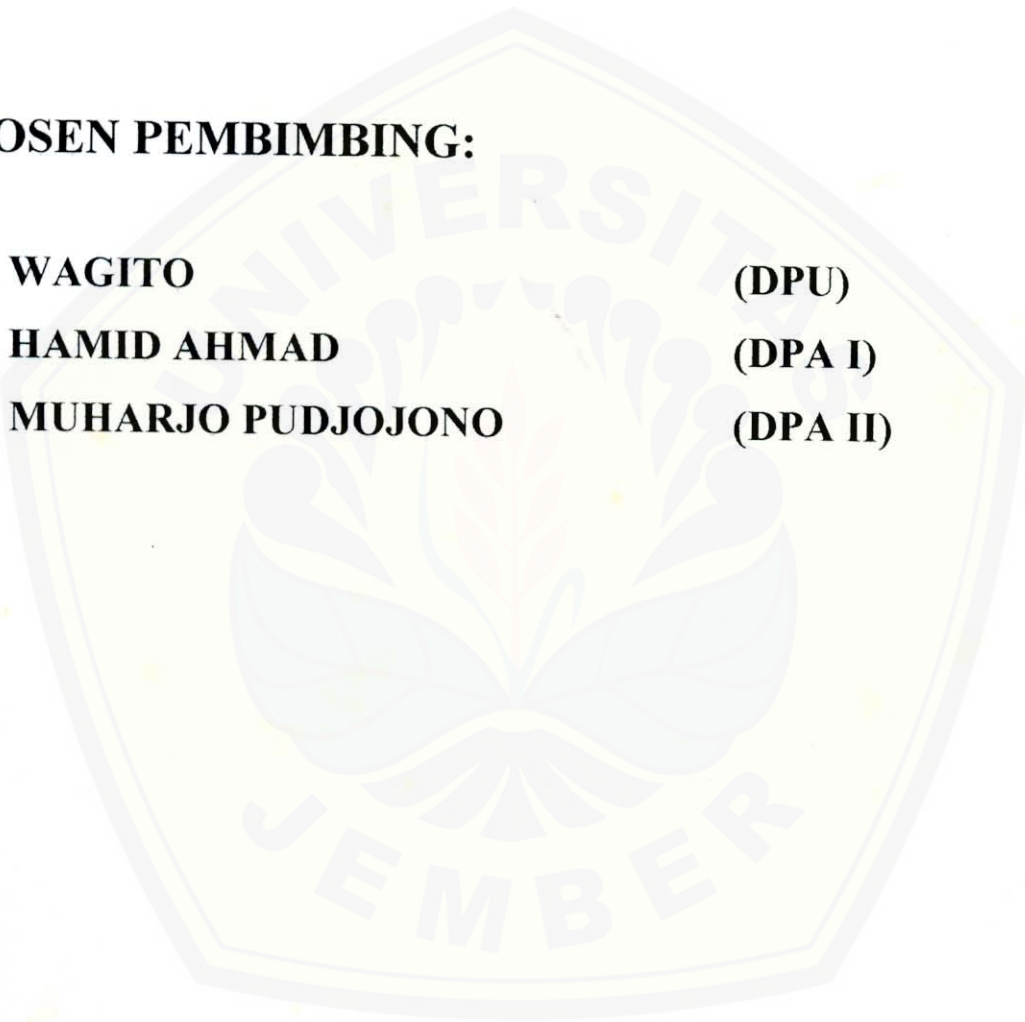 OSEN PEMBIMBING:
WAGITO (DPU)
HAMID AHMAD (DPA I)
MUHARJO PUDJOJONO (DPA II)
UNIVERSITAS
JEMBER